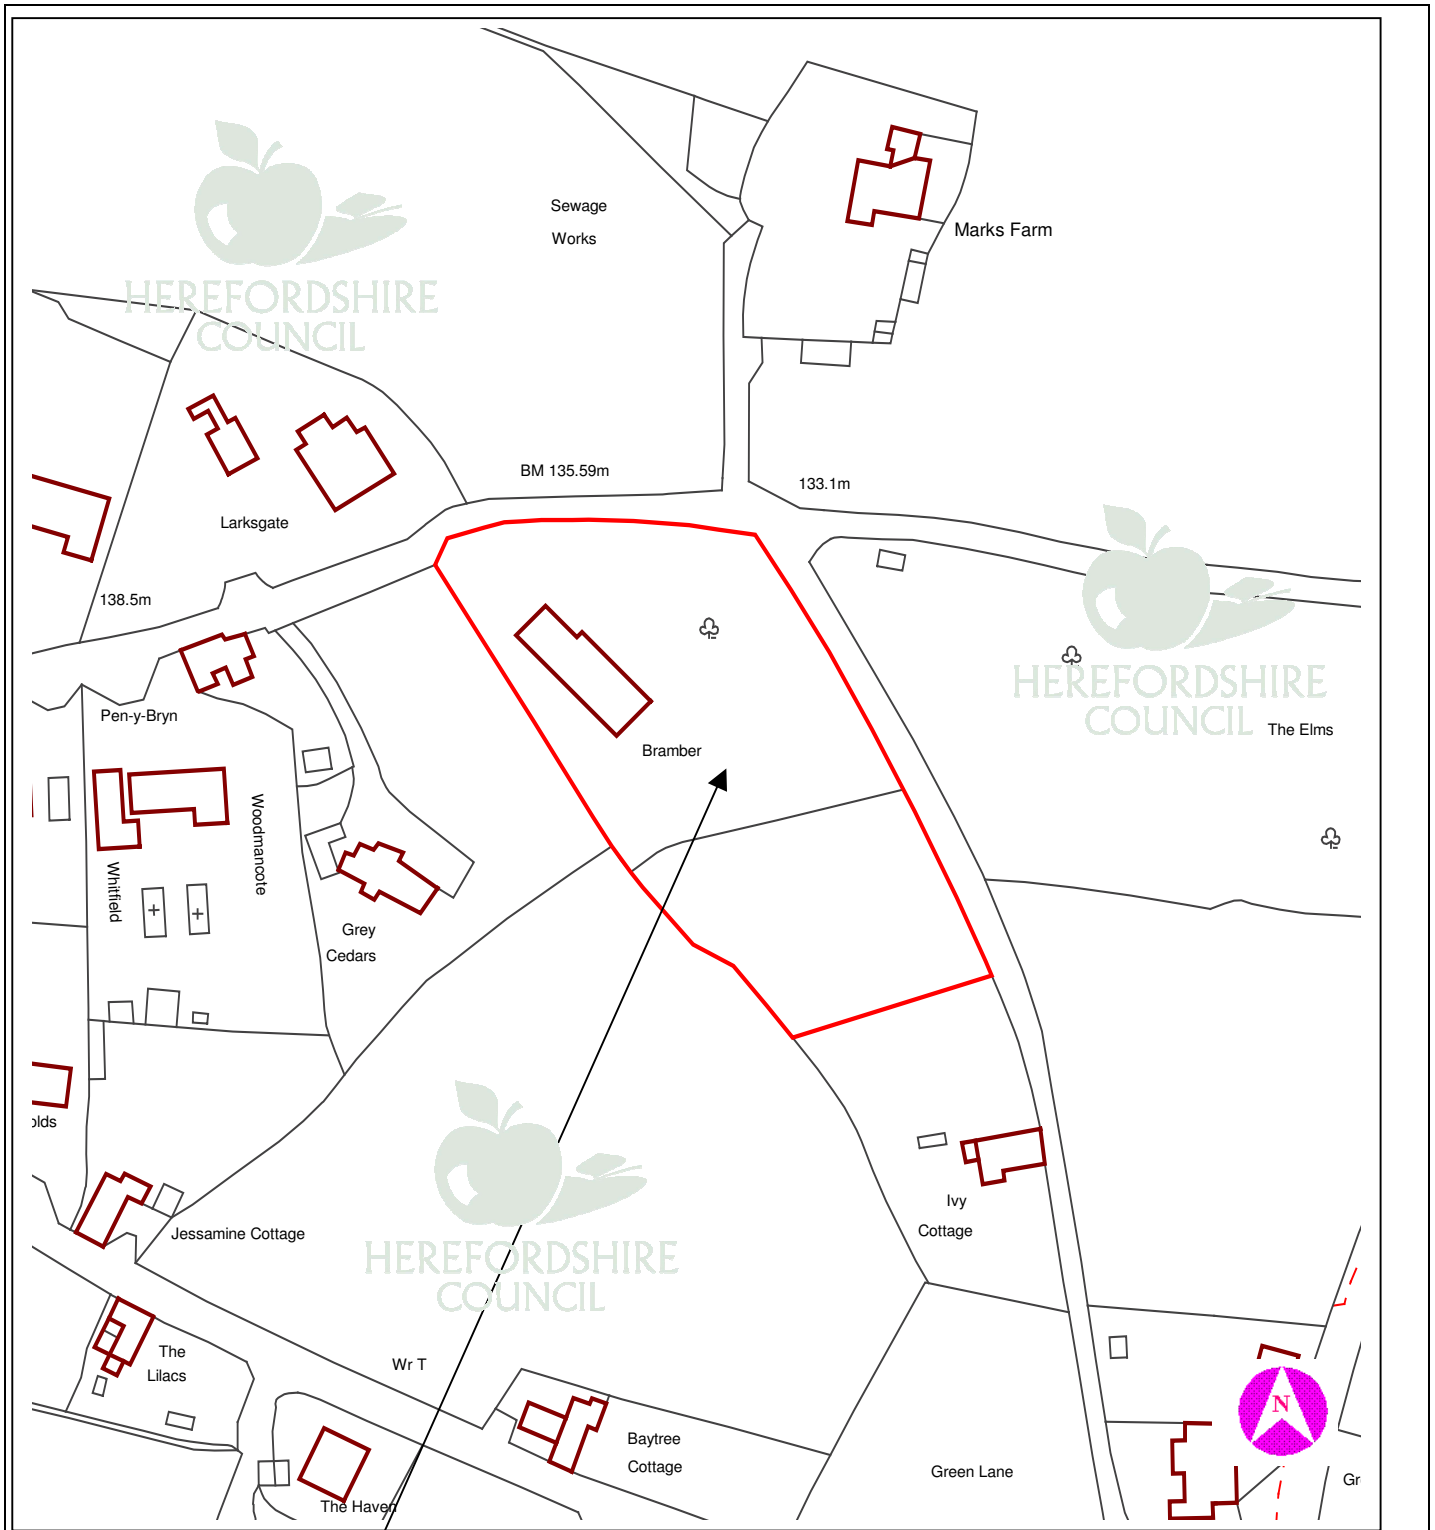 HEREFORDSHIRE
COUNCIL
Sewage
Works
Marks Farm
BM 135.59m
133.1m
Larksgate
138.5m
HEREFORDSHIRE
COUNCIL
The Elms
Pen-y-Bryn
Bramber
Woodmancote
Whitfield
Grey
Cedars
olds
HEREFORDSHIRE
COUNCIL
Ivy
Cottage
Jessamine Cottage
The
Lilacs
Wr T
Baytree
Cottage
Green Lane
N
Gr
The Haven